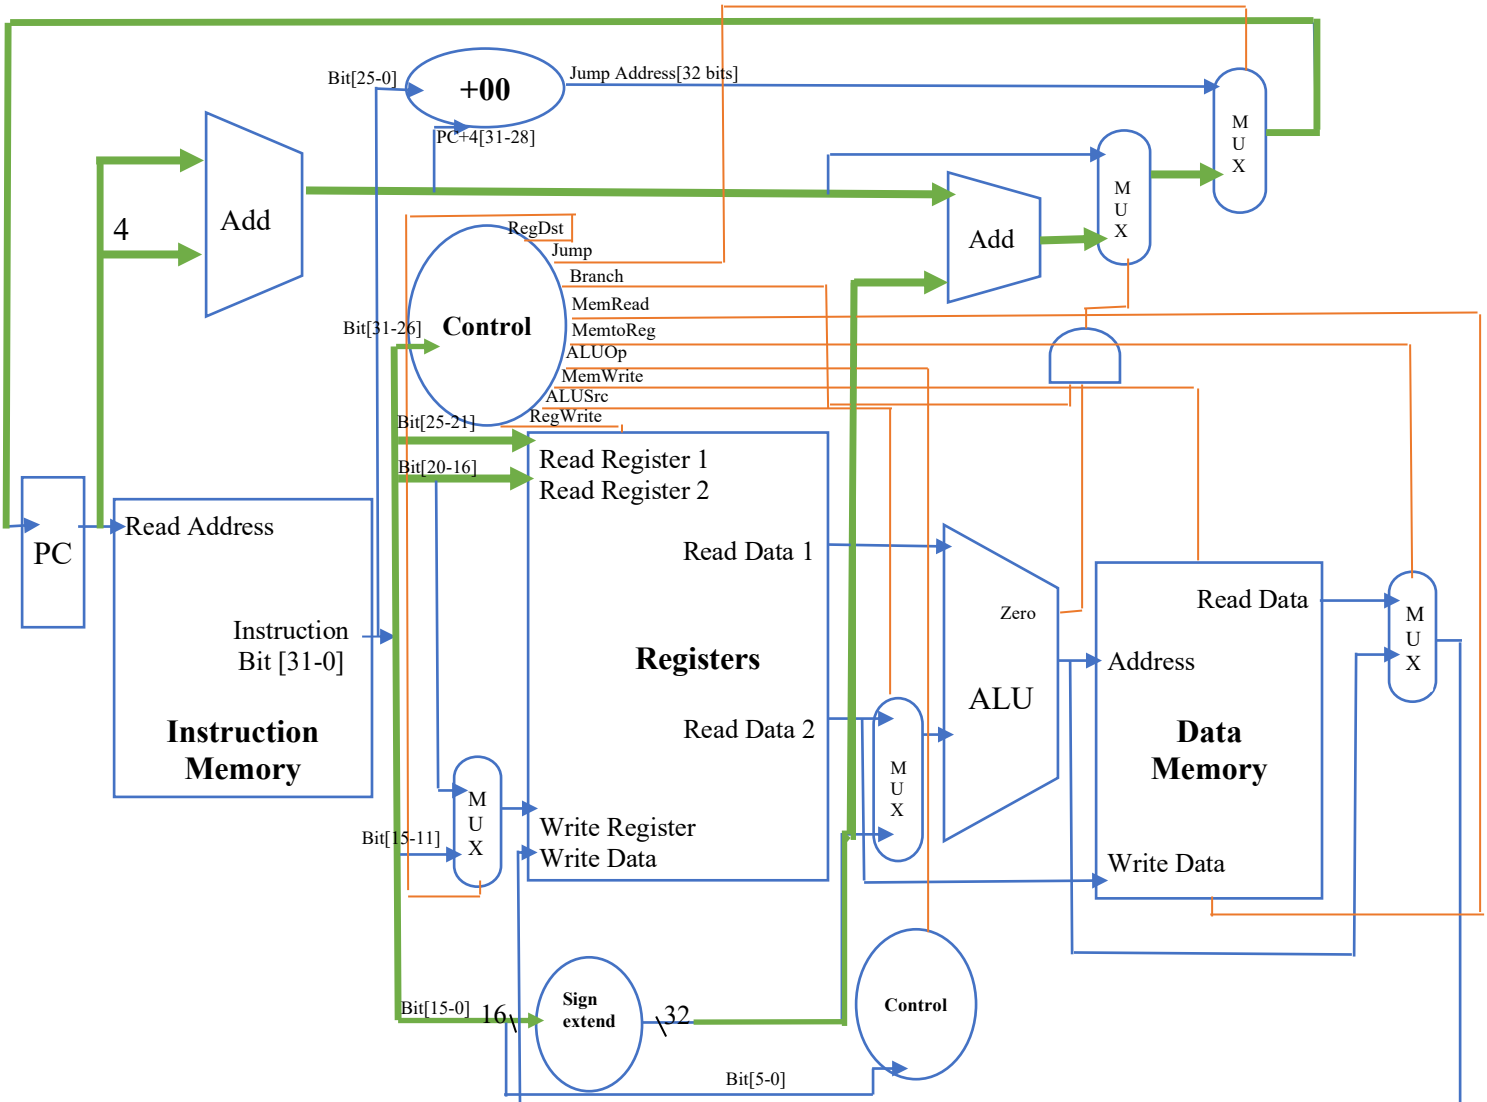 Bit[25-0]
+00
Jump Address[32 bits]
PC+4[31-28]
M
U
X
M
U
X
4
Add
Add
RegDst
Jump
Branch
MemRead
MemtoReg
ALUOp
MemWrite
ALUSrc
RegWrite
Bit[31-26]
Control
Bit[25-21]
Bit[20-16]
Read Register 1
Read Register 2
PC
Read Address
Instruction
Bit [31-0]
Instruction
Memory
Read Data 1
Registers
Read Data 2
Zero
ALU
Read Data
Address
Data
Memory
Write Data
M
U
X
M
U
X
M
U
X
Bit[15-11]
Write Register
Write Data
Bit[15-0]
16\
Sign
extend
\32
Control
Bit[5-0]